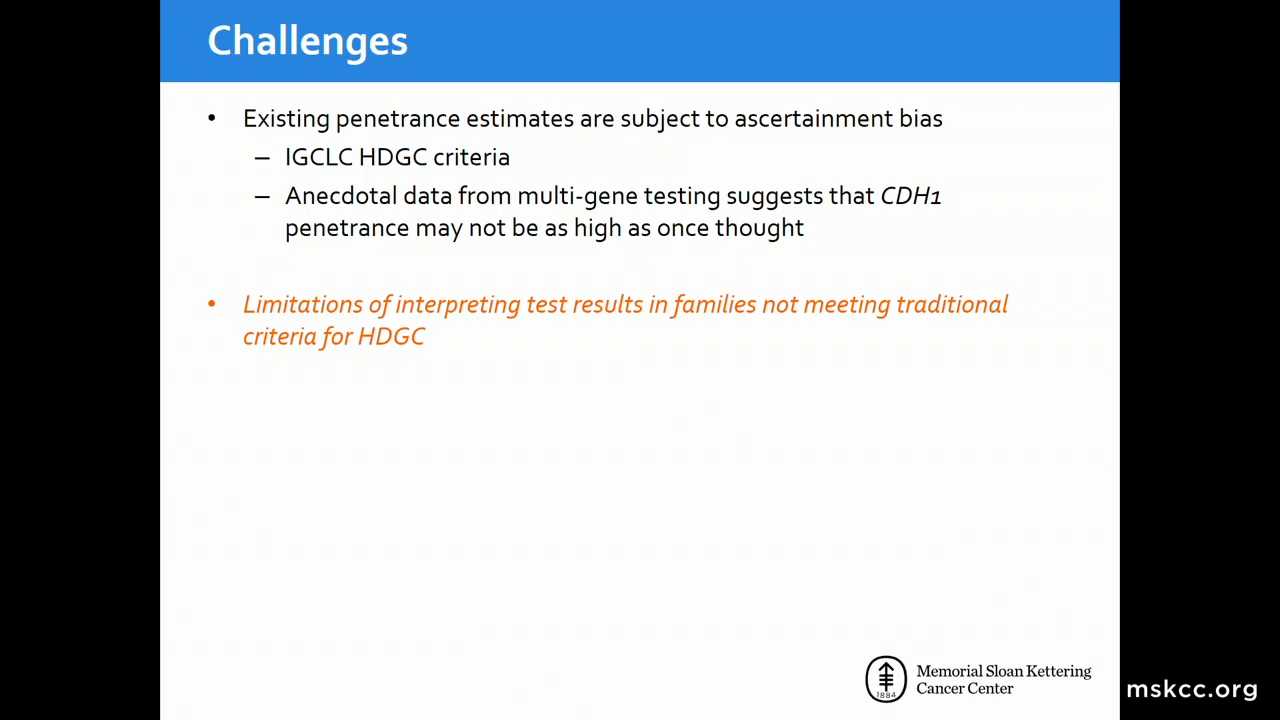 Challenges
• Existing penetrance estimates are subject to ascertainment bias
– IGCLC HDGC criteria
– Anecdotal data from multi-gene testing suggests that CDH1
penetrance may not be as high as once thought
• Limitations of interpreting test results in families not meeting traditional
criteria for HDGC
1884
Memorial Sloan Kettering
Cancer Center
mskcc.org